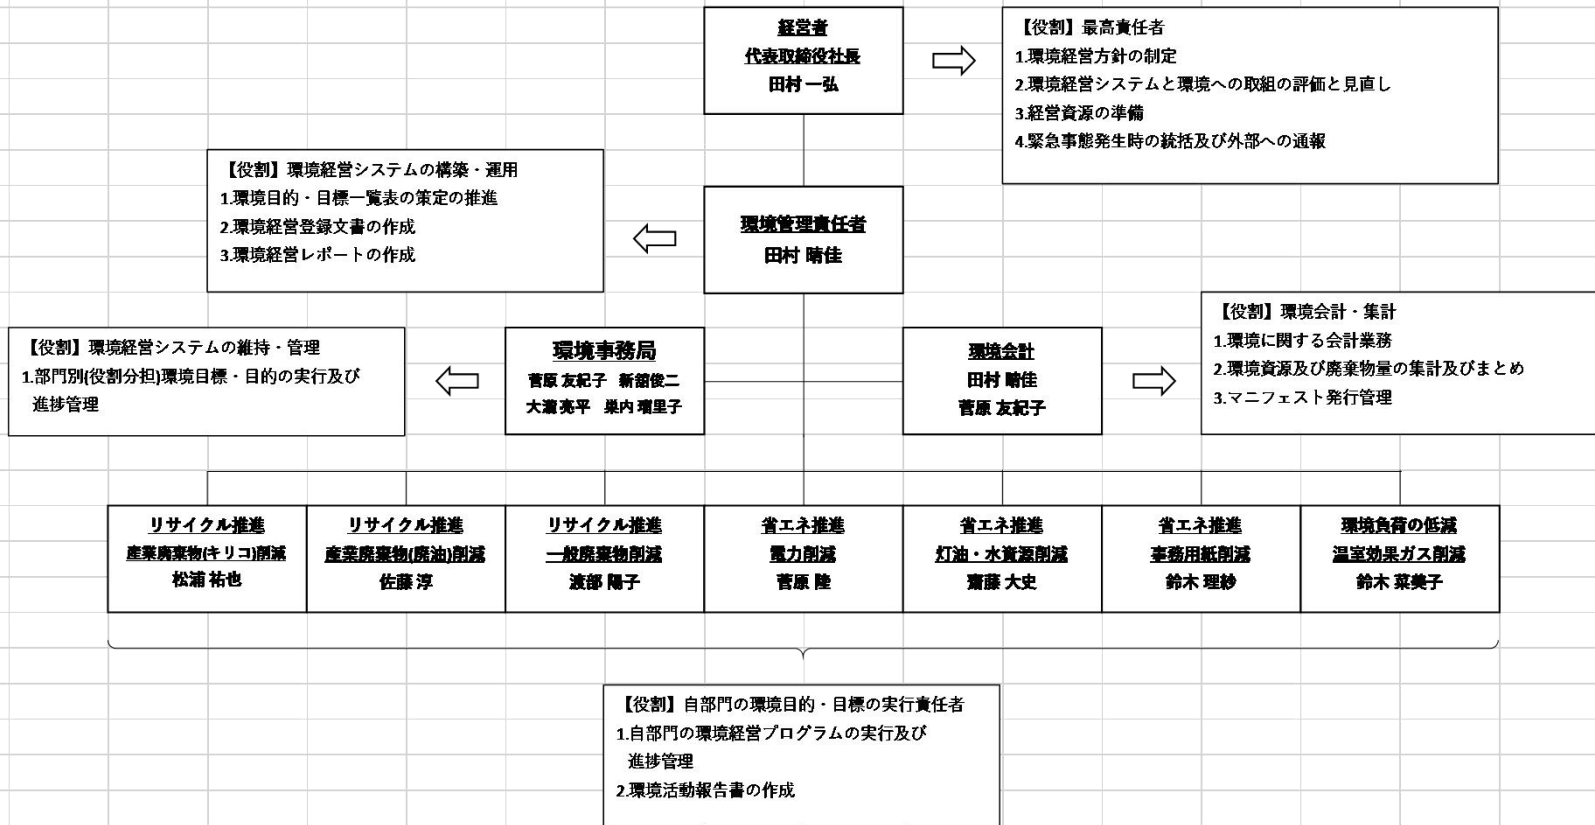 経営者
代表取締役社長
田村 一弘
【役割】最高責任者
1.環境経営方針の制定
2.環境経営システムと環境への取組の評価と見直し
3.経営資源の準備
4.緊急事態発生時の統括及び外部への通報
【役割】環境経営システムの構築・運用
1.環境目的・目標一覧表の策定の推進
2.環境経営登録文書の作成
3.環境経営レポートの作成
環境管理責任者
田村 晴佳
【役割】環境経営システムの維持・管理
1.部門別(役割分担)環境目標・目的の実行及び
進捗管理
環境事務局
菅原 友紀子 新舘俊二
大瀧 亮平 巣内 瑠里子
環境会計
田村 晴佳
菅原 友紀子
【役割】環境会計・集計
1.環境に関する会計業務
2.環境資源及び廃棄物量の集計及びまとめ
3.マニフェスト発行管理
リサイクル推進
産業廃棄物(キリコ)削減
松浦 祐也
リサイクル推進
産業廃棄物(廃油)削減
佐藤 淳
リサイクル推進
一般廃棄物削減
渡部 陽子
省エネ推進
電力削減
菅原 隆
省エネ推進
灯油・水資源削減
齋藤 大史
省エネ推進
事務用紙削減
鈴木 理紗
環境負荷の低減
温室効果ガス削減
鈴木 菜美子
【役割】自部門の環境目的・目標の実行責任者
1.自部門の環境経営プログラムの実行及び
進捗管理
2.環境活動報告書の作成